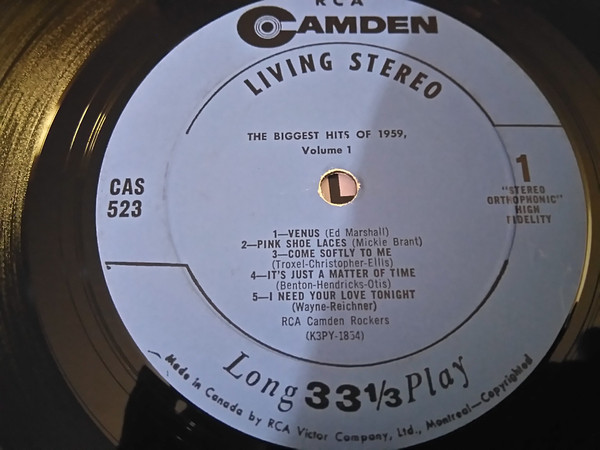 RCA
CAMDEN
LIVING STEREO
THE BIGGEST HITS OF 1959,
Volume 1
CAS
523
1
"STEREO
ORTHOPHONIC"
HIGH
FIDELITY
1—VENUS (Ed Marshall)
2—PINK SHOE LACES (Mickie Brant)
3—COME SOFTLY TO ME
(Troxel-Christopher-Ellis)
4—IT'S JUST A MATTER OF TIME
(Benton-Hendricks-Otis)
5—I NEED YOUR LOVE TONIGHT
(Wayne-Reichner)
RCA Camden Rockers
(K3PY-1834)
Long 33 1/3 Play
Made in Canada by RCA Victor Company, Ltd., Montreal—Copyrighted